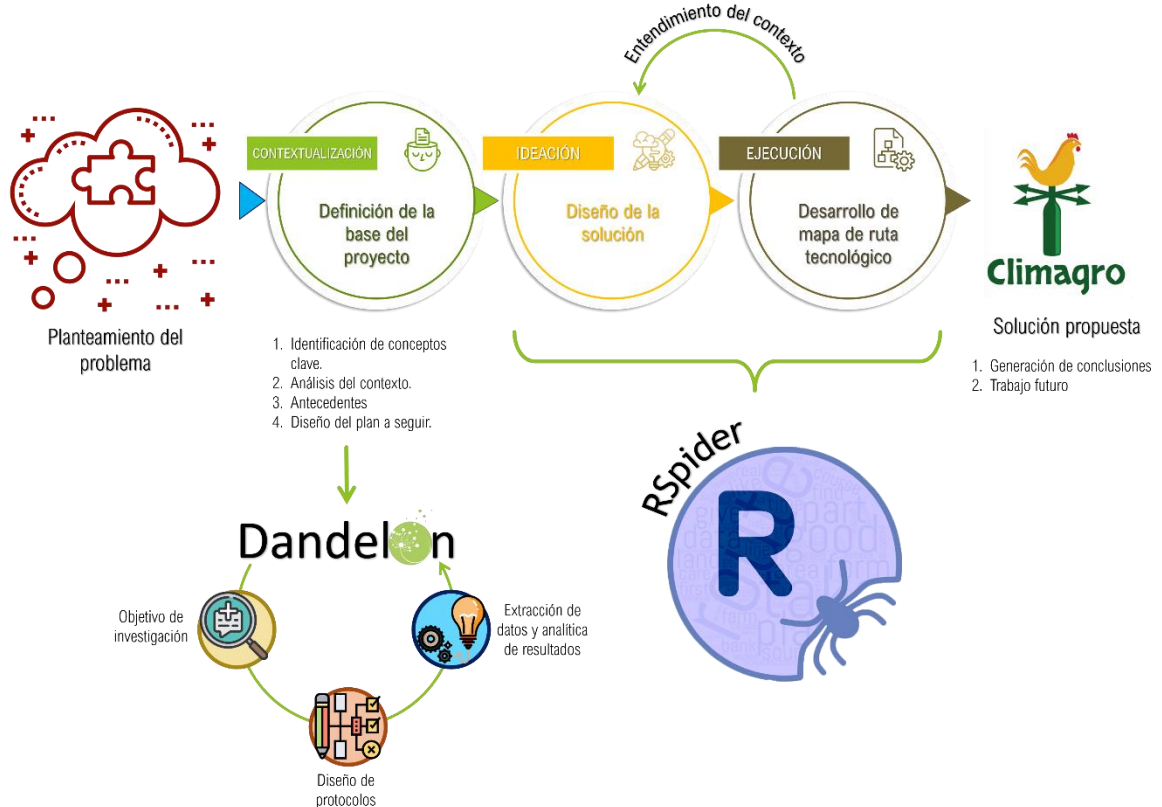 Entendimiento del contexto
CONTEXTUALIZACIÓN
IDEACIÓN
EJECUCIÓN
Definición de la
base del
proyecto
Diseño de la
solución
Desarrollo de
mapa de ruta
tecnológico
Climagro
Planteamiento del
problema
Solución propuesta
1. Identificación de conceptos
clave.
2. Análisis del contexto.
3. Antecedentes
4. Diseño del plan a seguir.
1. Generación de conclusiones
2. Trabajo futuro
RSpider
R
good
part
Dandelon
Objetivo de
investigación
Extracción de
datos y analítica
de resultados
Diseño de
protocolos